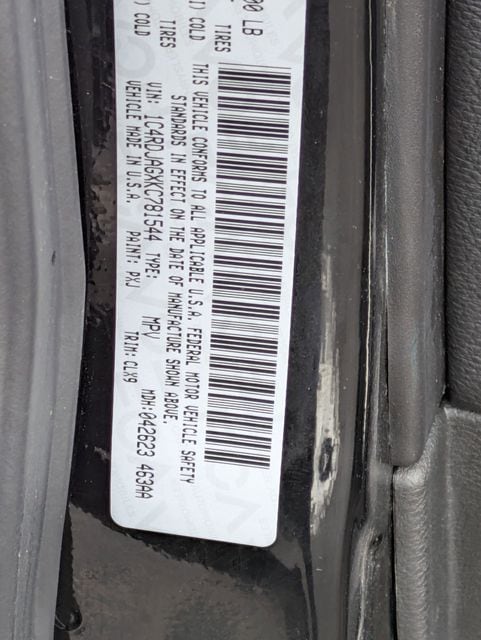 00 LB
TIRES
I) COLD
TIRES
) COLD
THIS VEHICLE CONFORMS TO ALL APPLICABLE U.S.A. FEDERAL MOTOR VEHICLE SAFETY
STANDARDS IN EFFECT ON THE DATE OF MANUFACTURE SHOWN ABOVE.
VIN: 1C4RDJAGXKC781544 TYPE: MPV MDH:042623 463AA
VEHICLE MADE IN U.S.A. PAINT: PXJ TRIM:CLX9